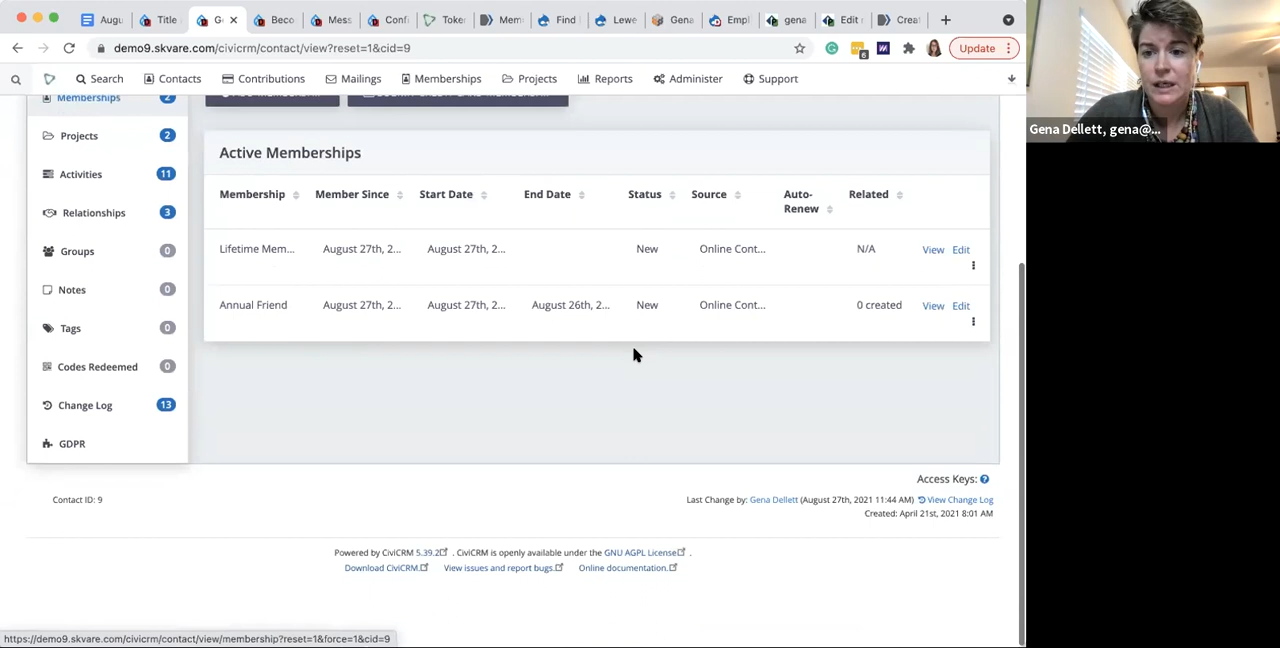 Augu
Title
G
Beco
Mess
Confi
Toke
Mem
Find
Lewe
Gena
Empl
gena
Edit
Creat
demo9.skvare.com/civicrm/contact/view?reset=1&cid=9
6
Update
Search
Contacts
Contributions
Mailings
Memberships
Projects
Reports
Administer
Support
Memberships 2
Projects 2
Activities 11
Relationships 3
Groups 0
Notes 0
Tags 0
Codes Redeemed 0
Change Log 13
GDPR
Active Memberships
Membership Member Since Start Date End Date Status Source Auto-Renew Related
Lifetime Mem... August 27th, 2... August 27th, 2... New Online Cont... N/A View Edit
Annual Friend August 27th, 2... August 27th, 2... August 26th, 2... New Online Cont... 0 created View Edit
Access Keys: ?
Contact ID: 9
Last Change by: Gena Dellett (August 27th, 2021 11:44 AM) View Change Log
Created: April 21st, 2021 8:01 AM
Powered by CiviCRM 5.39.2 . CiviCRM is openly available under the GNU AGPL License .
Download CiviCRM. View issues and report bugs. Online documentation.
https://demo9.skvare.com/civicrm/contact/view/membership?reset=1&force=1&cid=9
Gena Dellett, gena@...